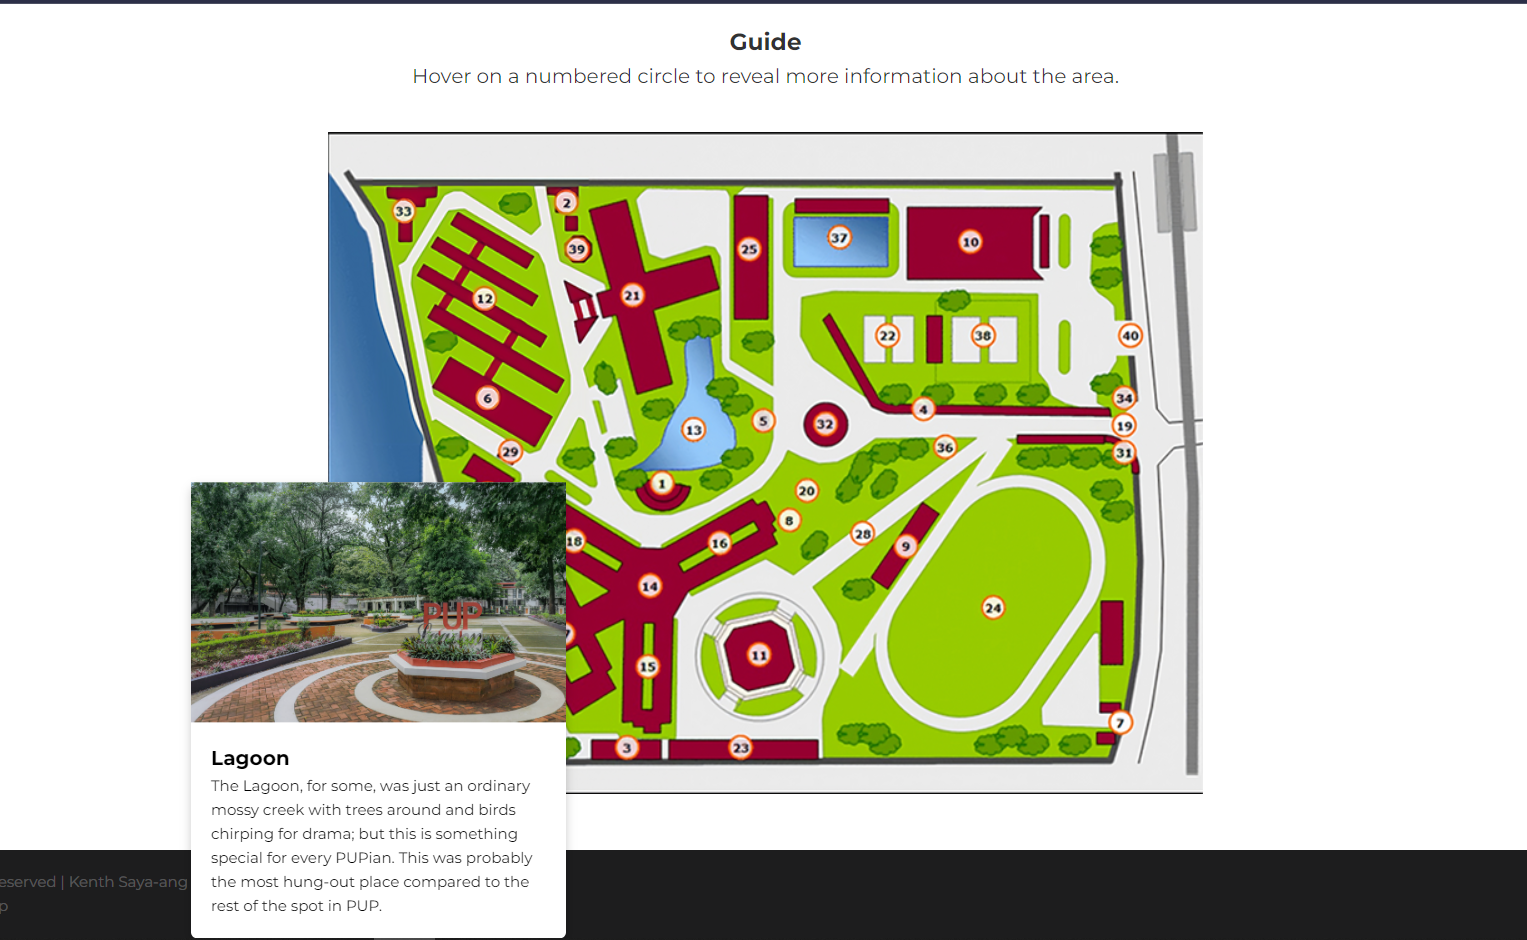 Guide
Hover on a numbered circle to reveal more information about the area.
33
2
39
25
37
10
12
21
22
38
40
6
5
32
4
34
13
19
29
36
31
1
20
8
28
18
16
9
14
24
15
11
7
3
23
PUP
Lagoon
The Lagoon, for some, was just an ordinary
mossy creek with trees around and birds
chirping for drama; but this is something
special for every PUPian. This was probably
the most hung-out place compared to the
rest of the spot in PUP.
eserved | Kenth Saya-ang
p